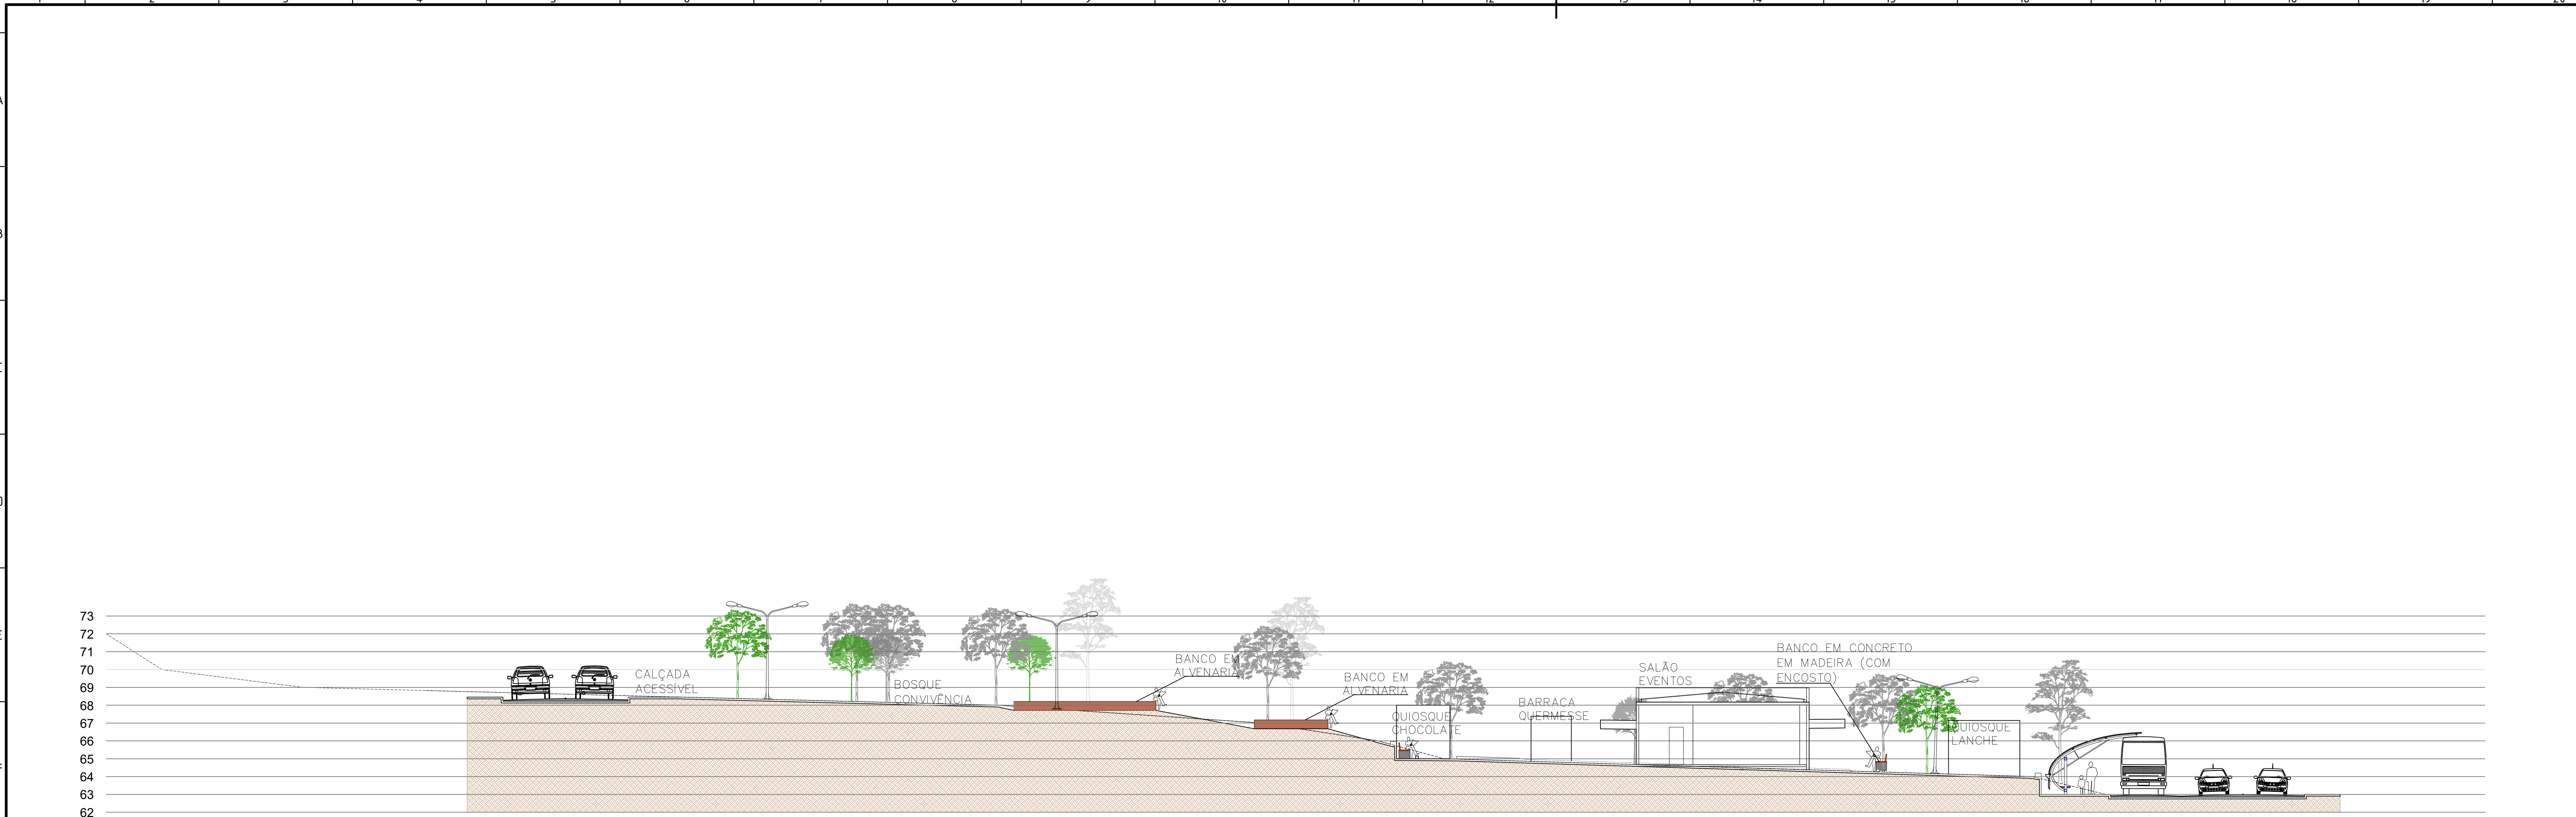 73
72
71
70
69
68
67
66
65
64
63
62
CALÇADA
ACESSÍVEL
BOSQUE
CONVIVÊNCIA
BANCO EM
ALVENARIA
BANCO EM
ALVENARIA
QUIOSQUE
CHOCOLATE
BARRACA
QUERMESSE
SALÃO
EVENTOS
BANCO EM CONCRETO
EM MADEIRA (COM
ENCOSTO)
QUIOSQUE
LANCHE